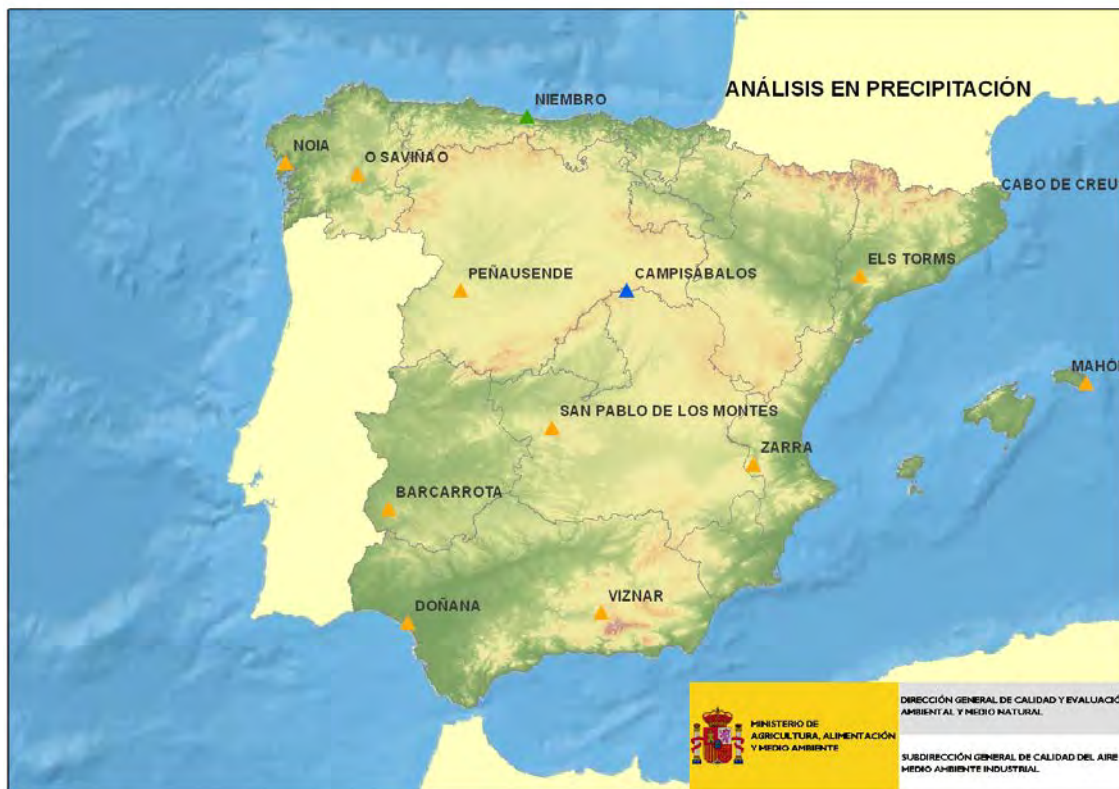 ANÁLISIS EN PRECIPITACIÓN
NIEMBRO
NOIA
O SAVIÑAO
CABO DE CREU
PEÑAUSENDE
CAMPISÁBALOS
ELS TORMS
MAHÓN
SAN PABLO DE LOS MONTES
ZARRA
BARCARROTA
DOÑANA
VIZNAR
MINISTERIO DE
AGRICULTURA, ALIMENTACIÓN
Y MEDIO AMBIENTE
DIRECCIÓN GENERAL DE CALIDAD Y EVALUACIÓ
AMBIENTAL Y MEDIO NATURAL
SUBDIRECCIÓN GENERAL DE CALIDAD DEL AIRE
MEDIO AMBIENTE INDUSTRIAL